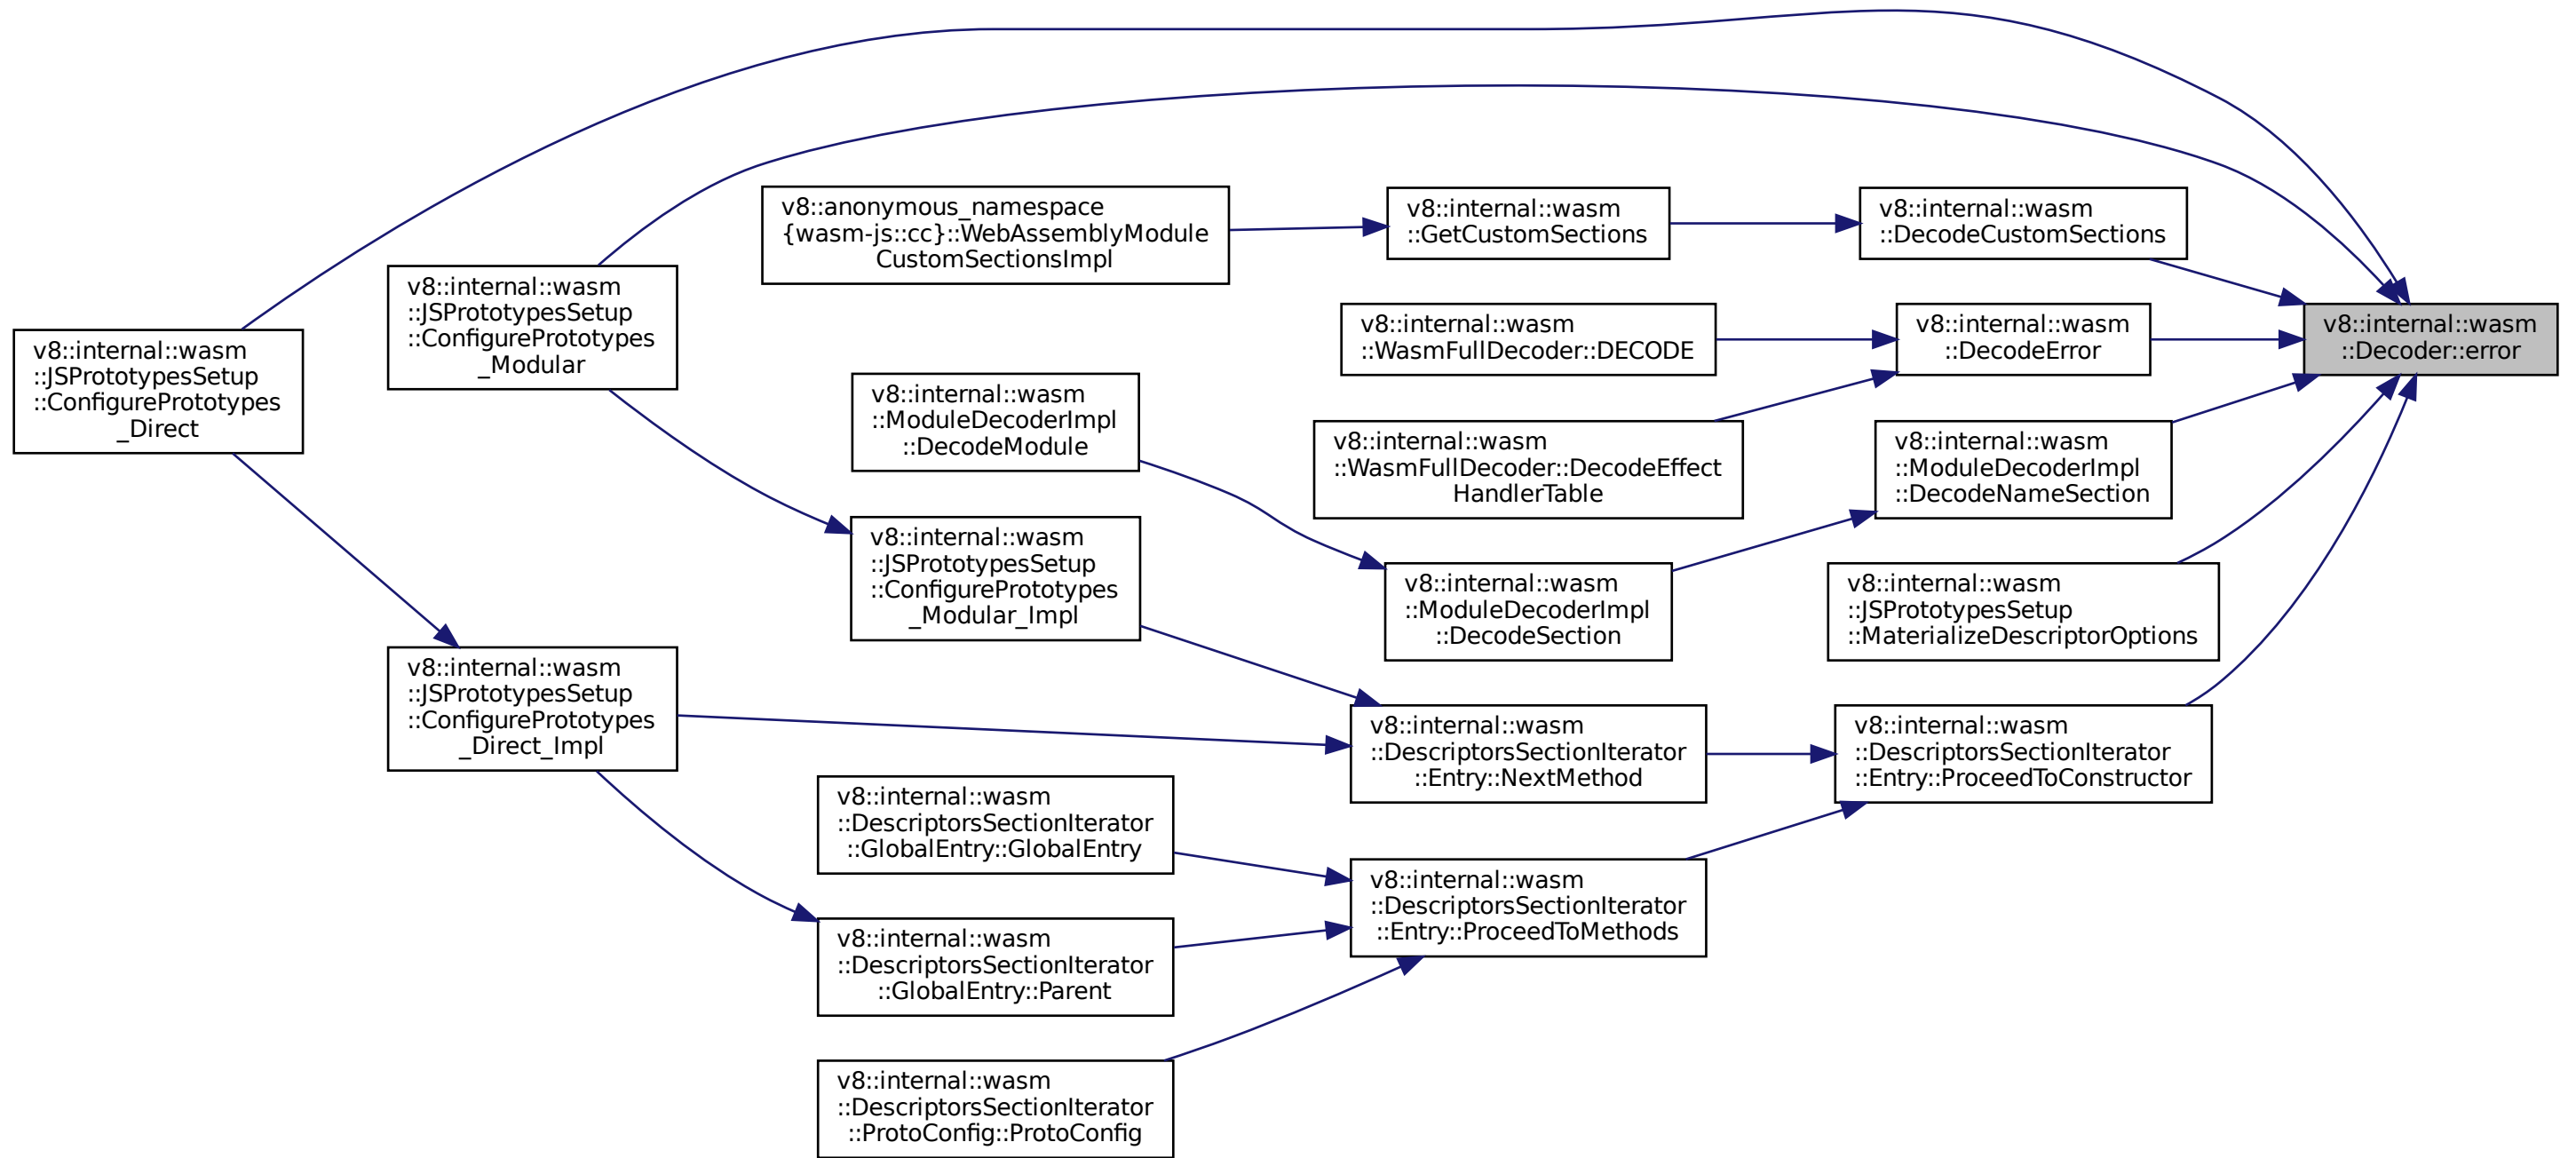 v8::anonymous_namespace
{wasm-js::cc}::WebAssemblyModule
CustomSectionsImpl
v8::internal::wasm
::GetCustomSections
v8::internal::wasm
::DecodeCustomSections
v8::internal::wasm
::JSPrototypesSetup
::ConfigurePrototypes
_Modular
v8::internal::wasm
::WasmFullDecoder::DECODE
v8::internal::wasm
::DecodeError
v8::internal::wasm
::Decoder::error
v8::internal::wasm
::JSPrototypesSetup
::ConfigurePrototypes
_Direct
v8::internal::wasm
::ModuleDecoderImpl
::DecodeModule
v8::internal::wasm
::WasmFullDecoder::DecodeEffect
HandlerTable
v8::internal::wasm
::ModuleDecoderImpl
::DecodeNameSection
v8::internal::wasm
::JSPrototypesSetup
::ConfigurePrototypes
_Modular_Impl
v8::internal::wasm
::ModuleDecoderImpl
::DecodeSection
v8::internal::wasm
::JSPrototypesSetup
::MaterializeDescriptorOptions
v8::internal::wasm
::JSPrototypesSetup
::ConfigurePrototypes
_Direct_Impl
v8::internal::wasm
::DescriptorsSectionIterator
::Entry::NextMethod
v8::internal::wasm
::DescriptorsSectionIterator
::Entry::ProceedToConstructor
v8::internal::wasm
::DescriptorsSectionIterator
::GlobalEntry::GlobalEntry
v8::internal::wasm
::DescriptorsSectionIterator
::Entry::ProceedToMethods
v8::internal::wasm
::DescriptorsSectionIterator
::GlobalEntry::Parent
v8::internal::wasm
::DescriptorsSectionIterator
::ProtoConfig::ProtoConfig